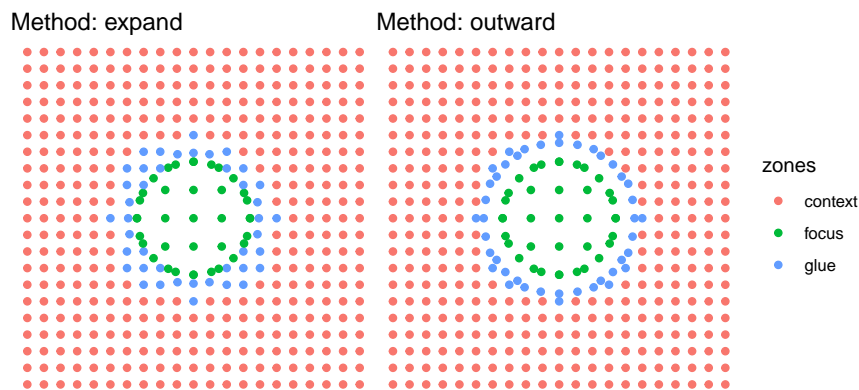 Method: expand
Method: outward
zones
context
focus
glue